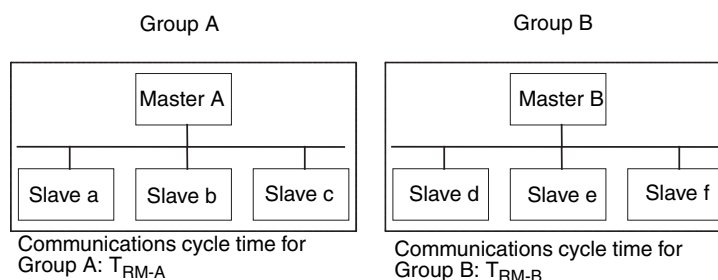 Group A
Group B
Master A
Master B
Slave a
Slave b
Slave c
Slave d
Slave e
Slave f
Communications cycle time for
Group A: TRM-A
Communications cycle time for
Group B: TRM-B